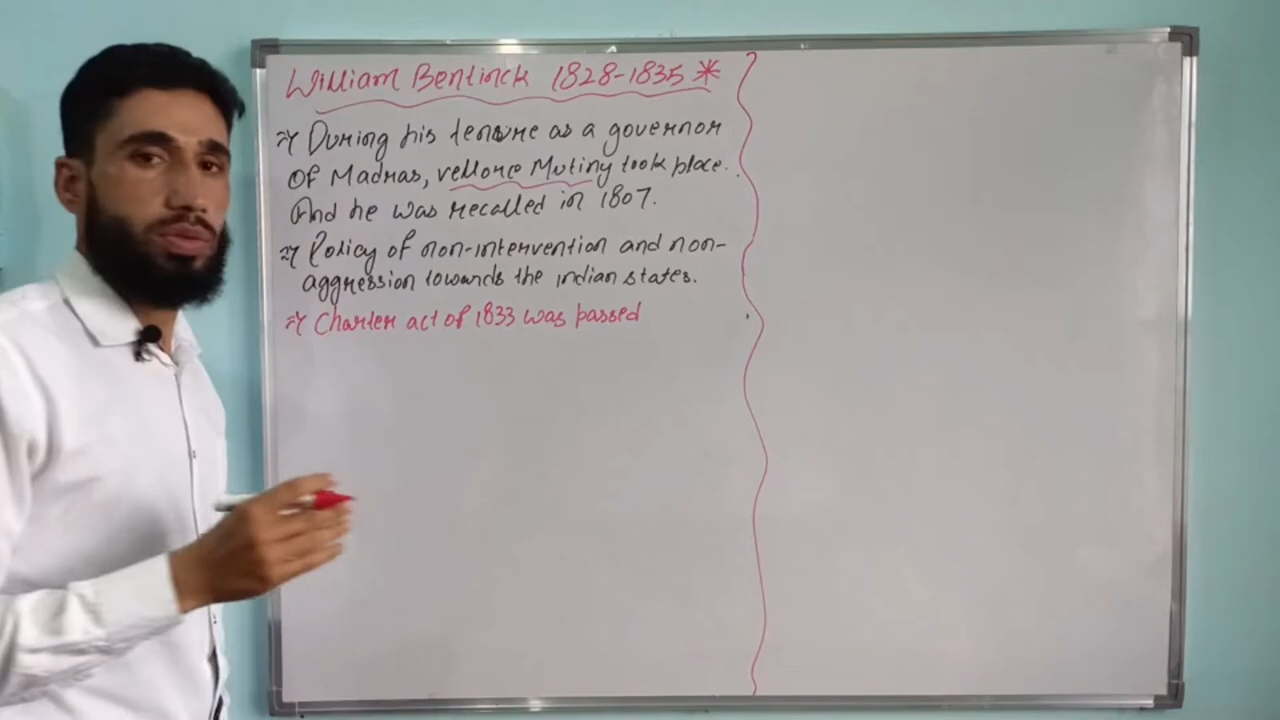 William Bentinck 1828-1835 *
During his tenure as a governor
Of Madras, vellore Mutiny took place.
And he was recalled in 1807.
Policy of non-intervention and non-
aggression towards the indian states.
Charter act of 1833 was passed